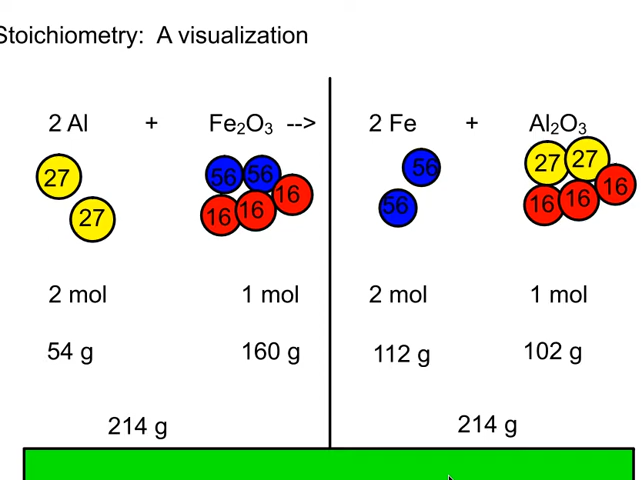 Stoichiometry: A visualization
2 Al + Fe₂O₃ --> 2 Fe + Al₂O₃
27 56 56 16 56 27 27 16
27 16 16 56 16 16
2 mol 1 mol 2 mol 1 mol
54 g 160 g 112 g 102 g
214 g 214 g